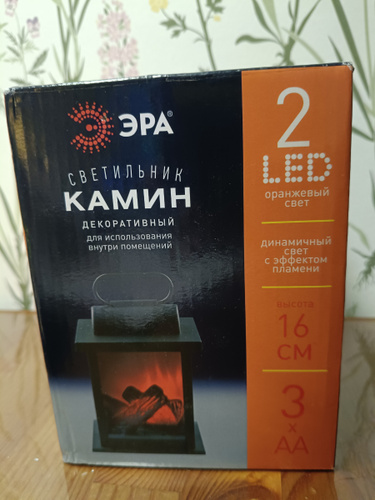 ЭРА®
СВЕТИЛЬНИК
КАМИН
ДЕКОРАТИВНЫЙ
для использования
внутри помещений
2
LED
оранжевый
свет
динамичный
свет
с эффектом
пламени
высота
16
СМ
3
x
AA